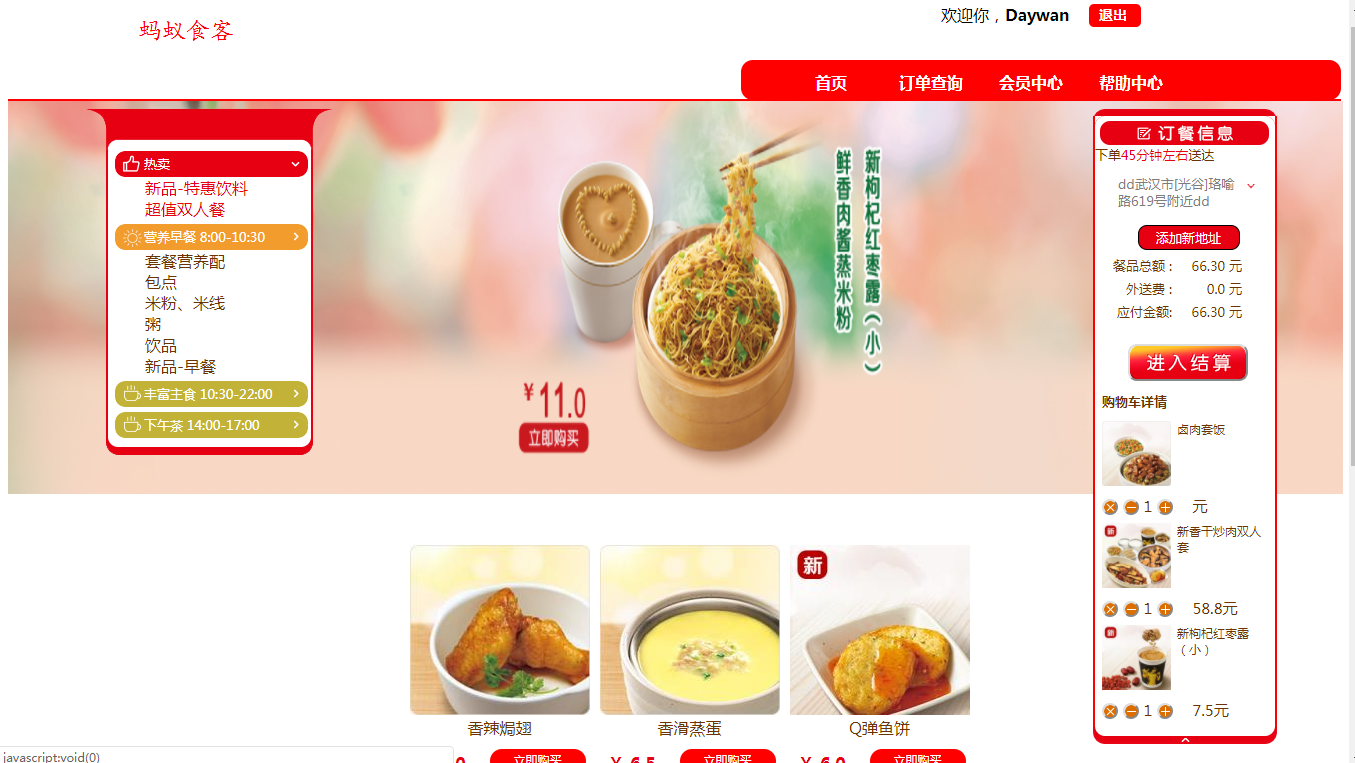 蚂蚁食客
欢迎你，Daywan 退出
首页 订单查询 会员中心 帮助中心
热卖
新品-特惠饮料
超值双人餐
营养早餐 8:00-10:30
套餐营养配
包点
米粉、米线
粥
饮品
新品-早餐
丰富主食 10:30-22:00
下午茶 14:00-17:00
新枸杞红枣露（小）
鲜香肉酱蒸米粉
¥11.0
立即购买
订餐信息
下单45分钟左右送达
dd武汉市[光谷]珞喻
路619号附近dd
添加新地址
餐品总额： 66.30 元
外送费： 0.0 元
应付金额: 66.30 元
进入结算
购物车详情
卤肉套饭
1 元
新
新香干炒肉双人
套
1 58.8元
新
新枸杞红枣露
（小）
1 7.5元
新
香辣焗翅
香滑蒸蛋
Q弹鱼饼
立即购买
¥ 6.5 立即购买
¥ 6.0 立即购买
javascript:void(0)